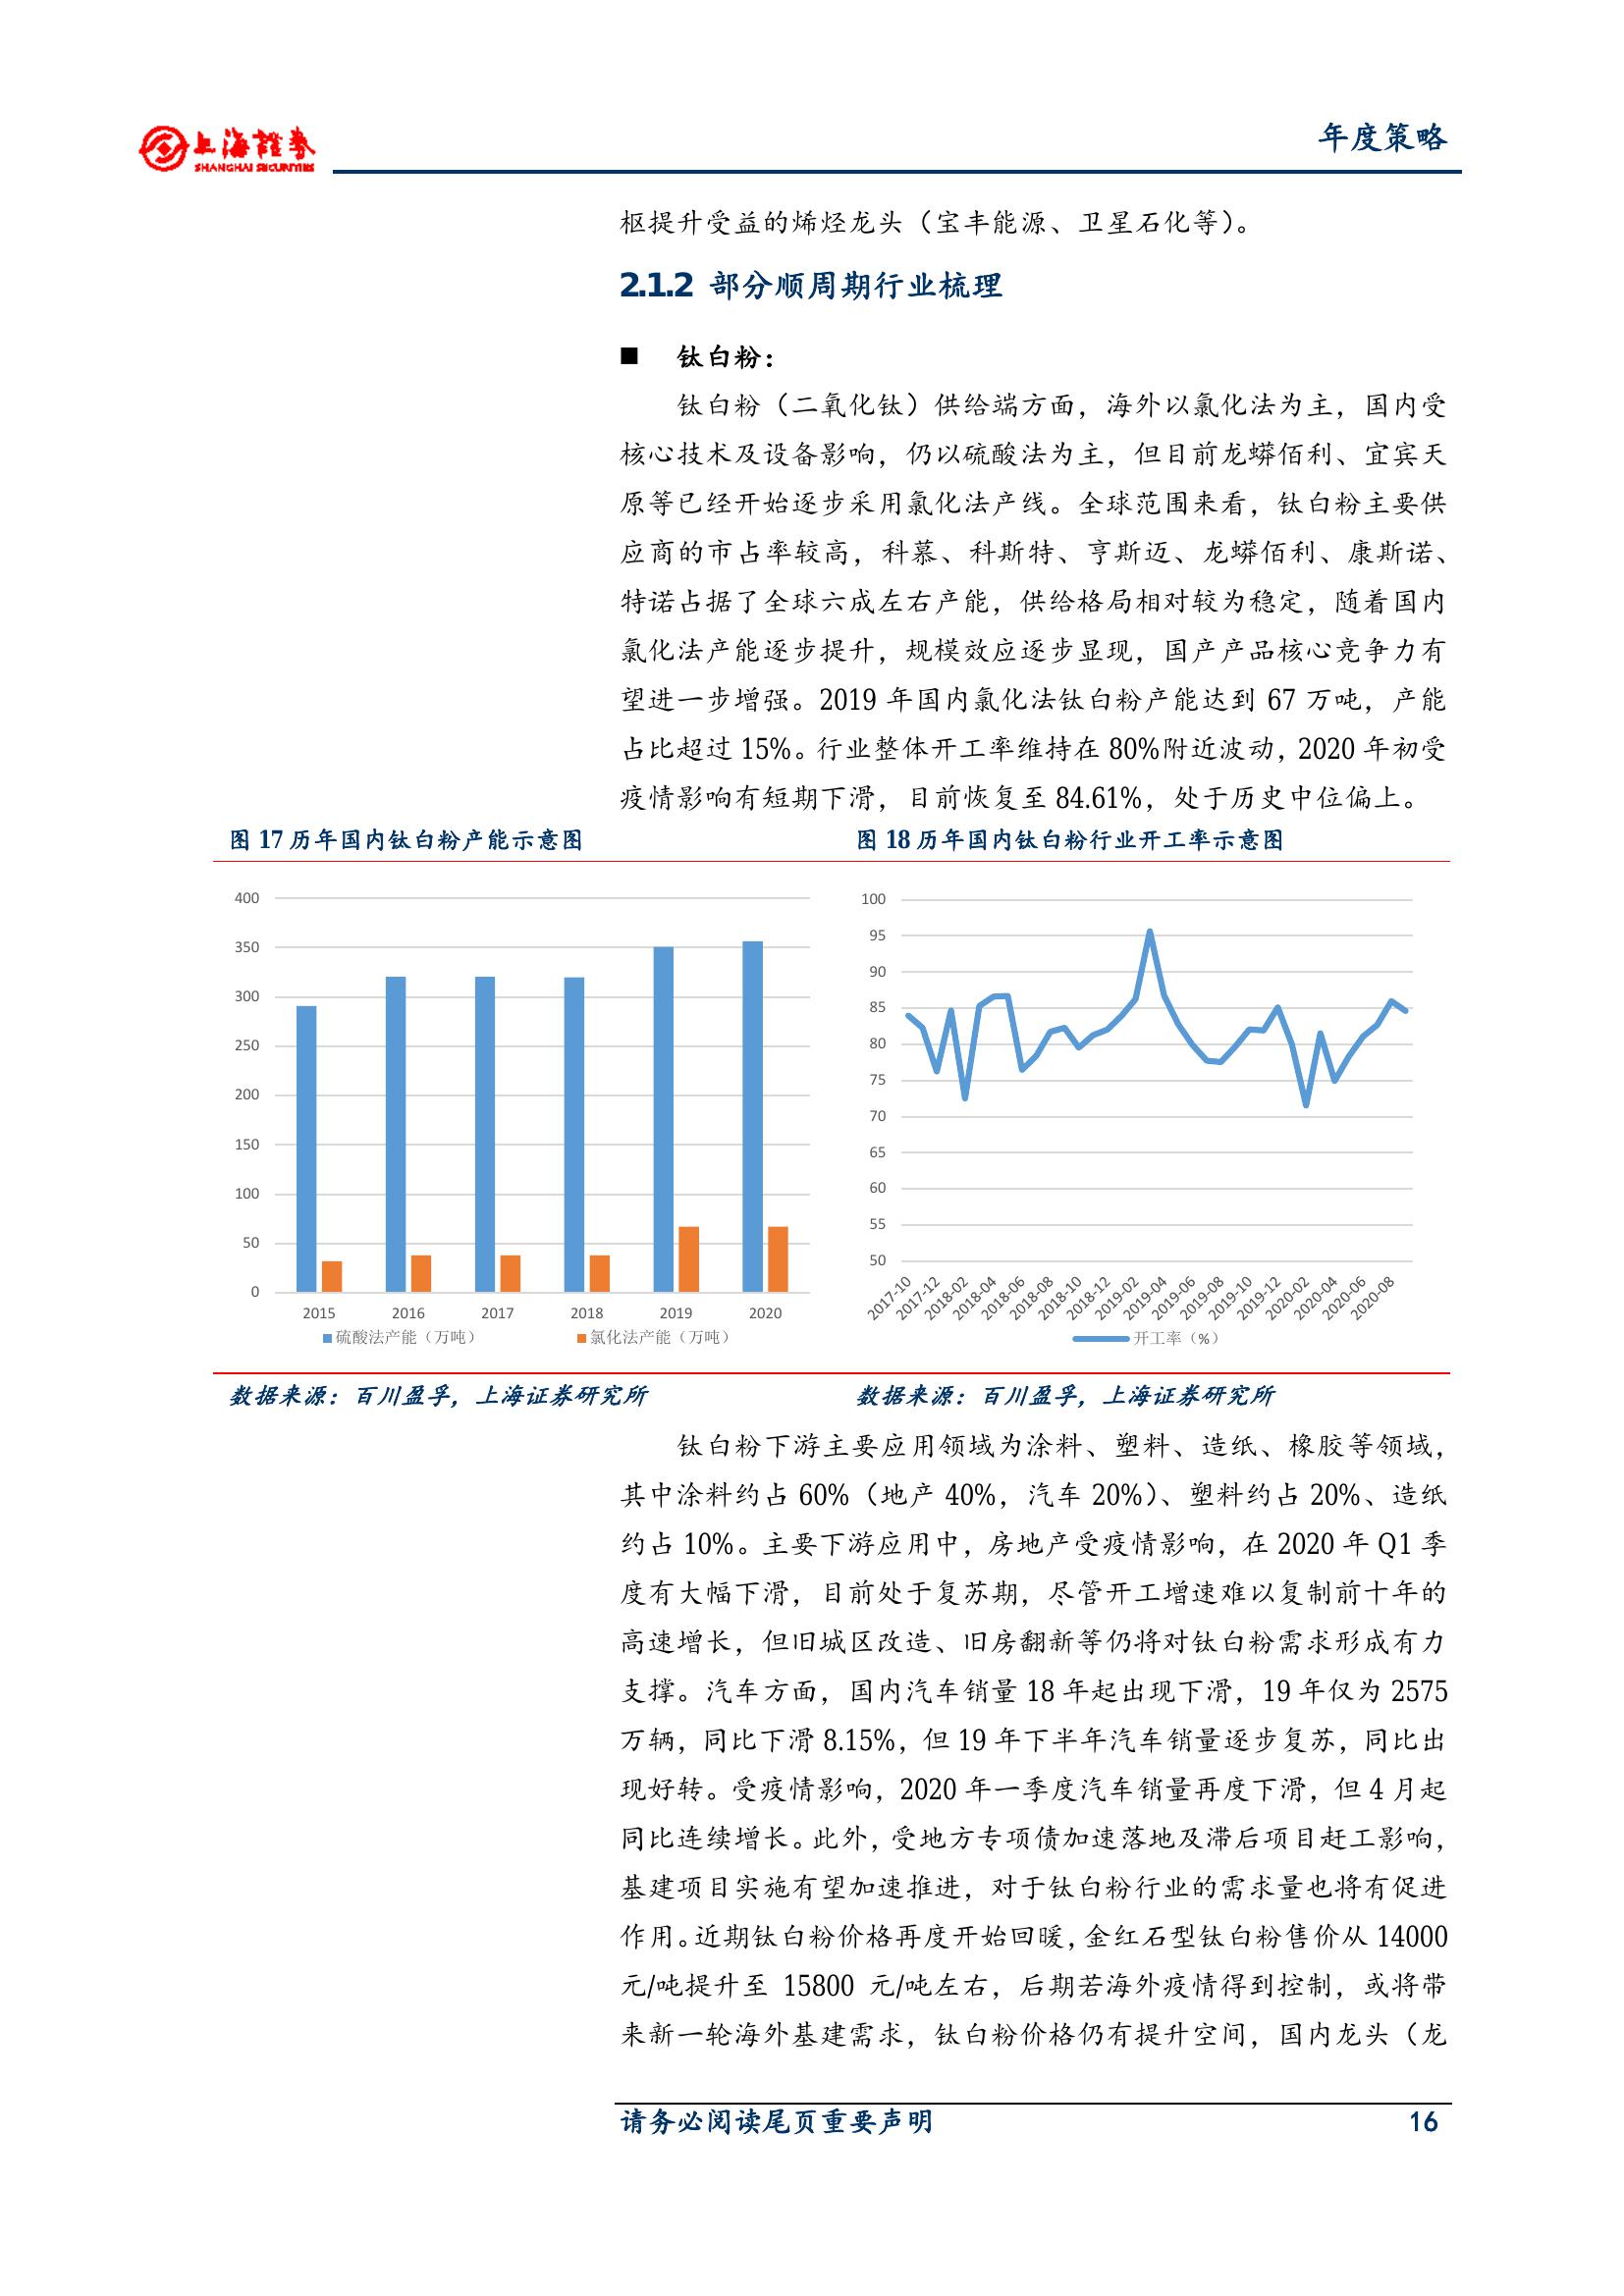 上海證券
SHANGHAI SECURITIES
年度策略
枢提升受益的烯烃龙头（宝丰能源、卫星石化等）。
2.1.2 部分顺周期行业梳理
■ 钛白粉：
钛白粉（二氧化钛）供给端方面，海外以氯化法为主，国内受
核心技术及设备影响，仍以硫酸法为主，但目前龙蟒佰利、宜宾天
原等已经开始逐步采用氯化法产线。全球范围来看，钛白粉主要供
应商的市占率较高，科慕、科斯特、亨斯迈、龙蟒佰利、康斯诺、
特诺占据了全球六成左右产能，供给格局相对较为稳定，随着国内
氯化法产能逐步提升，规模效应逐步显现，国产产品核心竞争力有
望进一步增强。2019 年国内氯化法钛白粉产能达到 67 万吨，产能
占比超过 15%。行业整体开工率维持在 80%附近波动，2020 年初受
疫情影响有短期下滑，目前恢复至 84.61%，处于历史中位偏上。
图 17 历年国内钛白粉产能示意图
400
350
300
250
200
150
100
50
0
2015 2016 2017 2018 2019 2020
硫酸法产能（万吨） 氯化法产能（万吨）
图 18 历年国内钛白粉行业开工率示意图
100
95
90
85
80
75
70
65
60
55
50
2017-10 2017-12 2018-02 2018-04 2018-06 2018-08 2018-10 2018-12 2019-02 2019-04 2019-06 2019-08 2019-10 2019-12 2020-02 2020-04 2020-06 2020-08
开工率（%）
数据来源：百川盈孚，上海证券研究所
数据来源：百川盈孚，上海证券研究所
钛白粉下游主要应用领域为涂料、塑料、造纸、橡胶等领域，
其中涂料约占 60%（地产 40%，汽车 20%）、塑料约占 20%、造纸
约占 10%。主要下游应用中，房地产受疫情影响，在 2020 年 Q1 季
度有大幅下滑，目前处于复苏期，尽管开工增速难以复制前十年的
高速增长，但旧城区改造、旧房翻新等仍将对钛白粉需求形成有力
支撑。汽车方面，国内汽车销量 18 年起出现下滑，19 年仅为 2575
万辆，同比下滑 8.15%，但 19 年下半年汽车销量逐步复苏，同比出
现好转。受疫情影响，2020 年一季度汽车销量再度下滑，但 4 月起
同比连续增长。此外，受地方专项债加速落地及滞后项目赶工影响，
基建项目实施有望加速推进，对于钛白粉行业的需求量也将有促进
作用。近期钛白粉价格再度开始回暖，金红石型钛白粉售价从 14000
元/吨提升至 15800 元/吨左右，后期若海外疫情得到控制，或将带
来新一轮海外基建需求，钛白粉价格仍有提升空间，国内龙头（龙
请务必阅读尾页重要声明
16